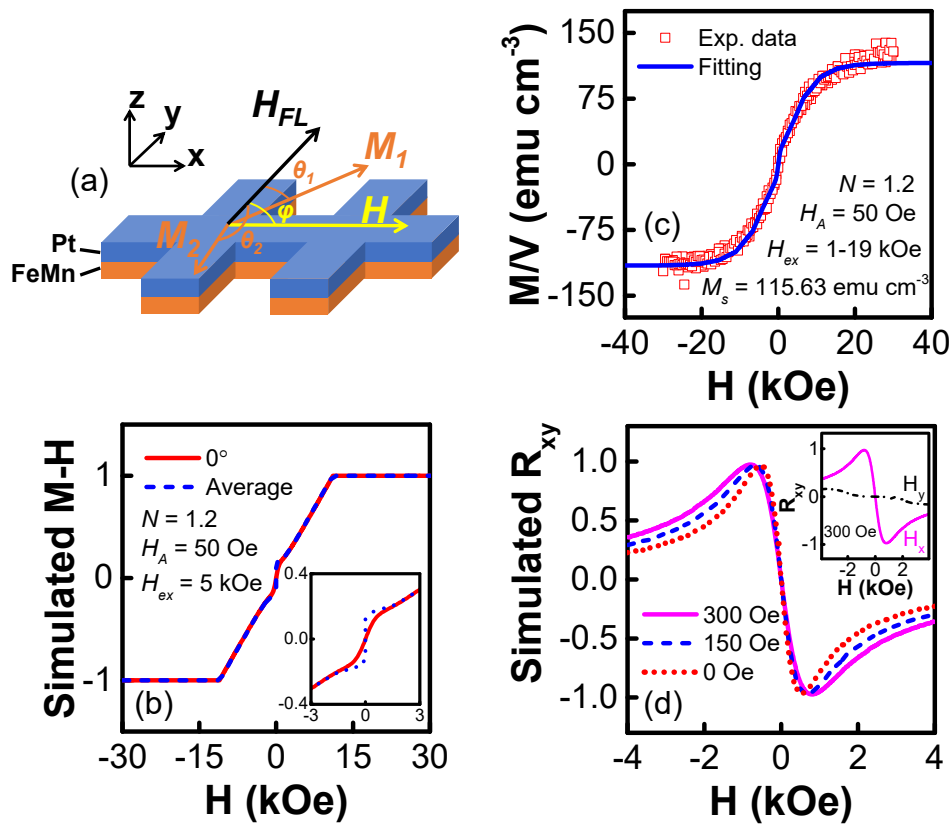 (a)
z
y
x
H_FL
M_1
θ_1
φ
H
M_2
θ_2
Pt
FeMn
M/V (emu cm⁻³)
150
75
0
-75
-150
Exp. data
Fitting
(c)
N = 1.2
H_A = 50 Oe
H_ex = 1-19 kOe
M_s = 115.63 emu cm⁻³
-40 -20 0 20 40
H (kOe)
Simulated M-H
1
0
-1
0°
Average
N = 1.2
H_A = 50 Oe
H_ex = 5 kOe
0.4
0.0
-0.4
-3 0 3
(b)
-30 -15 0 15 30
H (kOe)
Simulated R_xy
1.0
0.5
0.0
-0.5
-1.0
R_xy
1
0
-1
H_y
300 Oe
H_x
-2 0 2
H (kOe)
300 Oe
150 Oe
0 Oe
(d)
-4 -2 0 2 4
H (kOe)